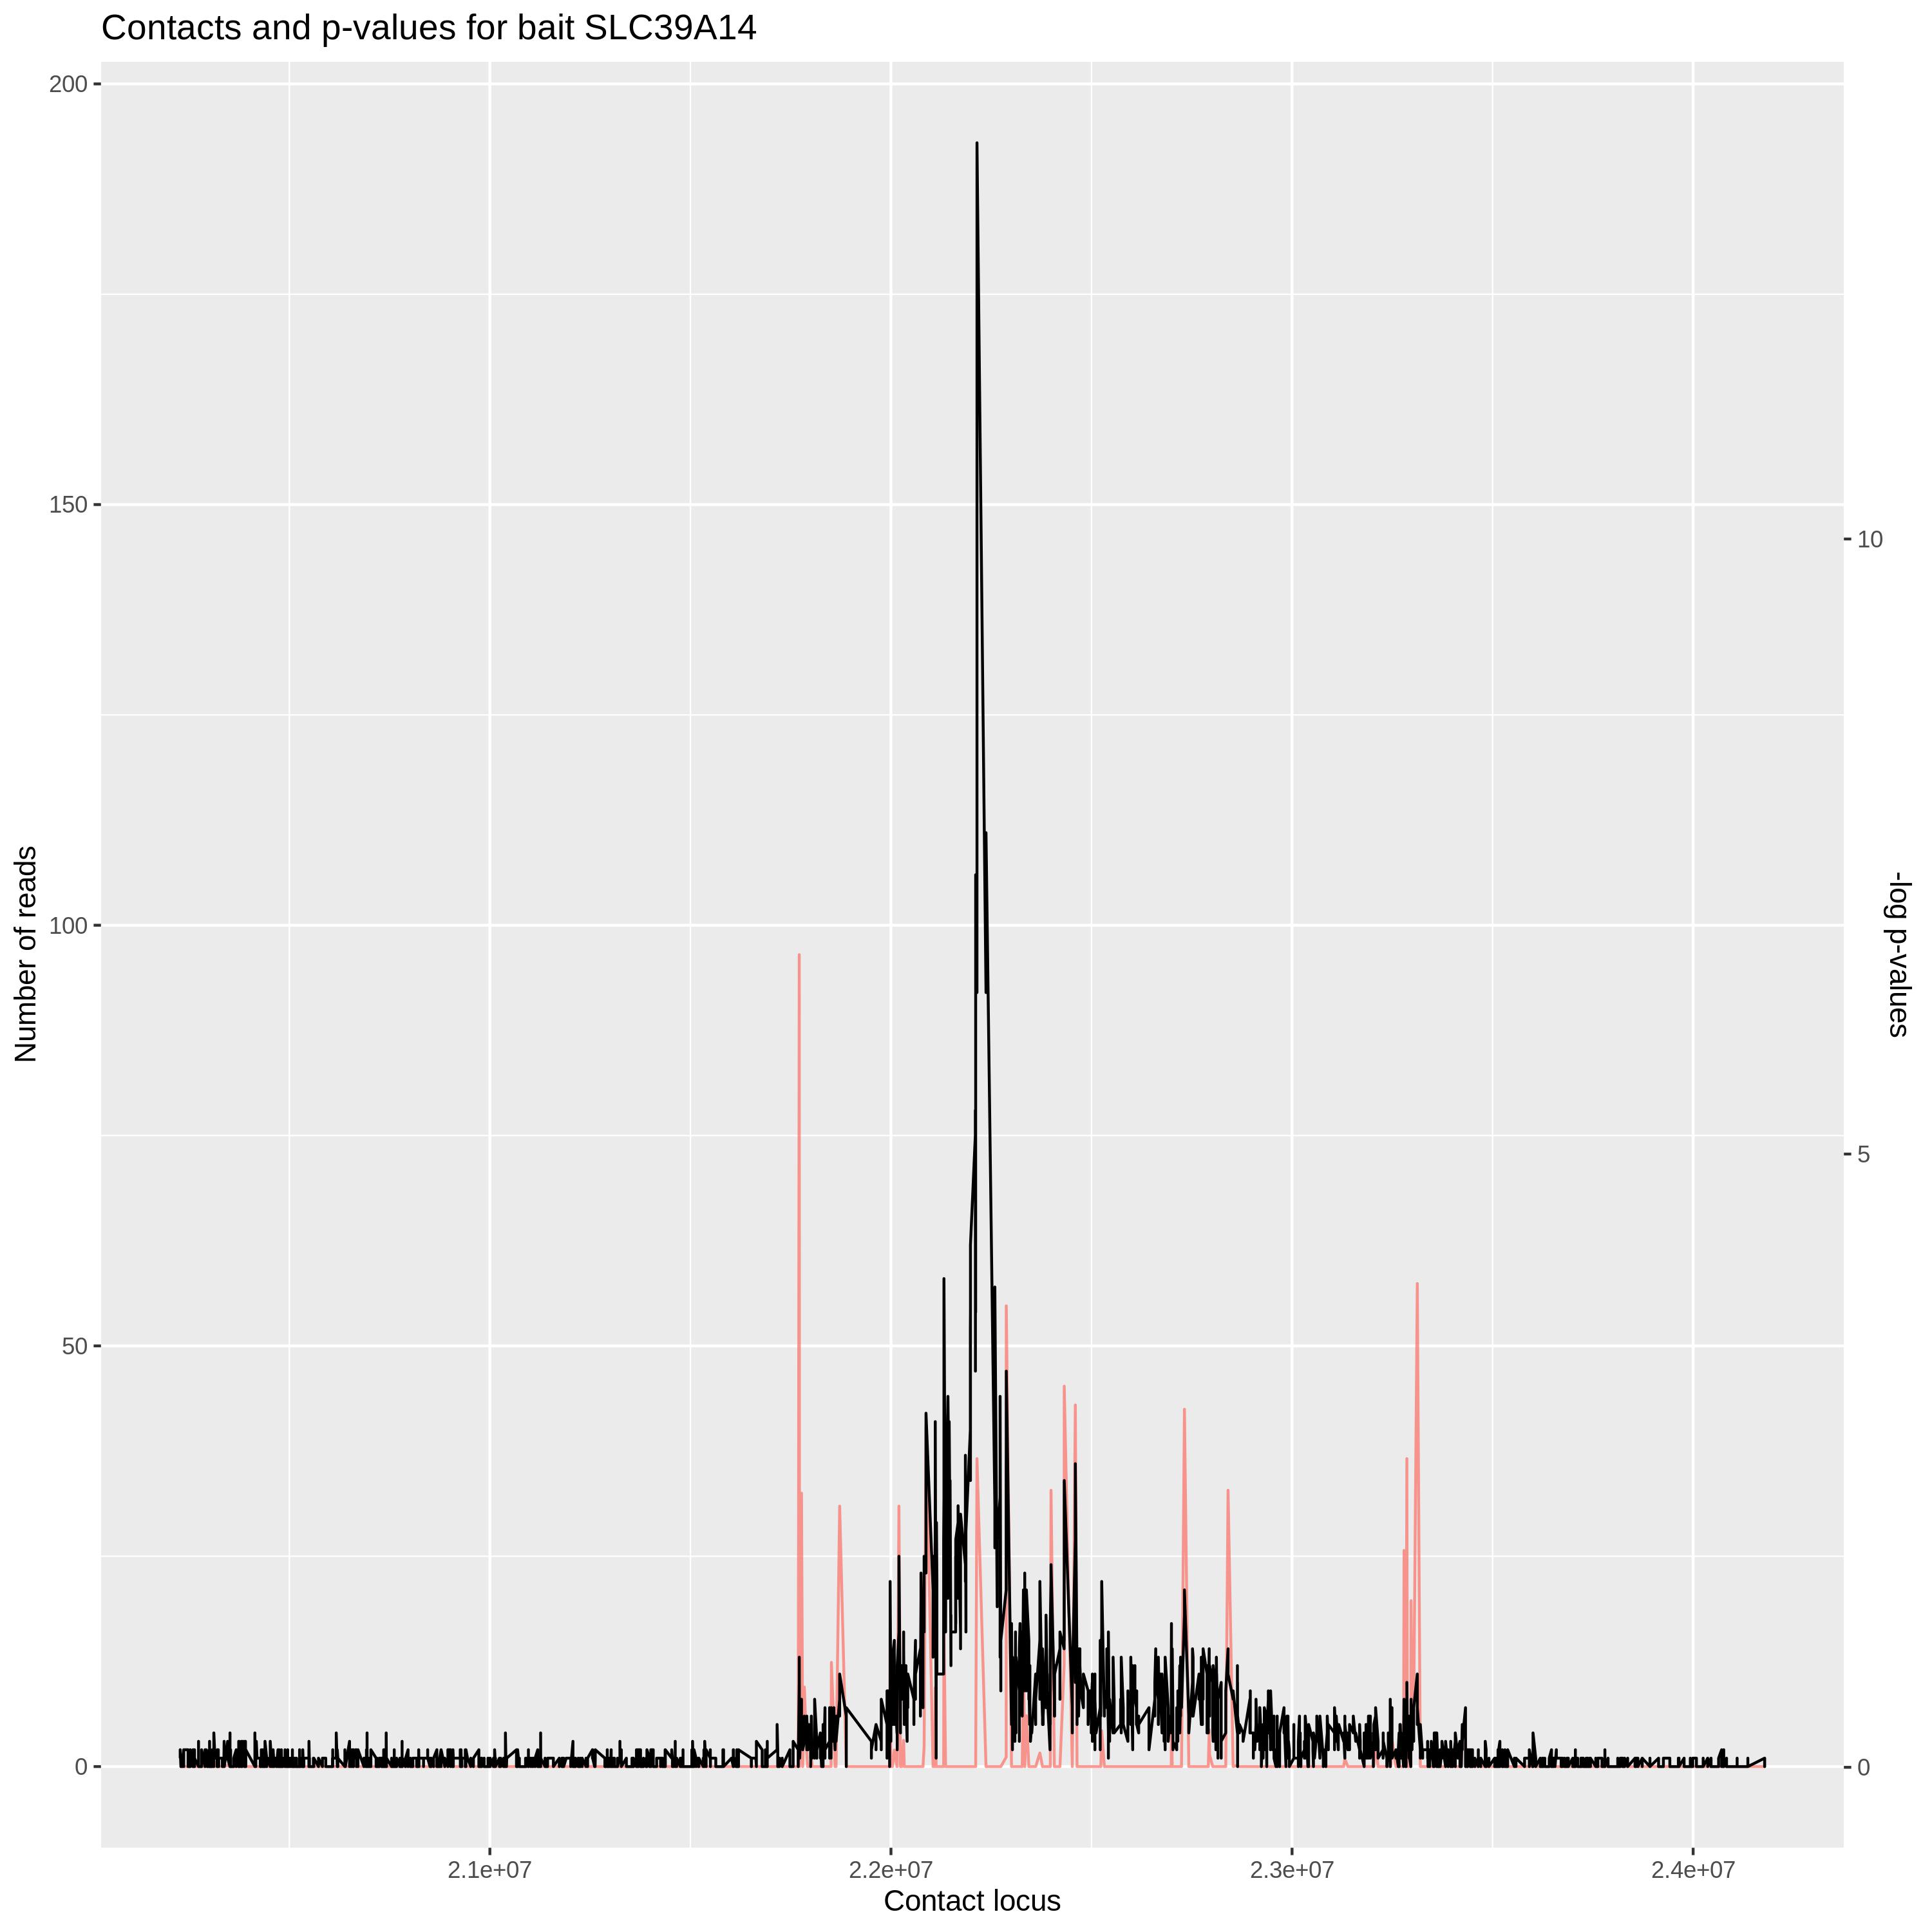 Contacts and p-values for bait SLC39A14
200
150
100
50
0
Number of reads
10
5
0
-log p-values
2.1e+07
2.2e+07
2.3e+07
2.4e+07
Contact locus